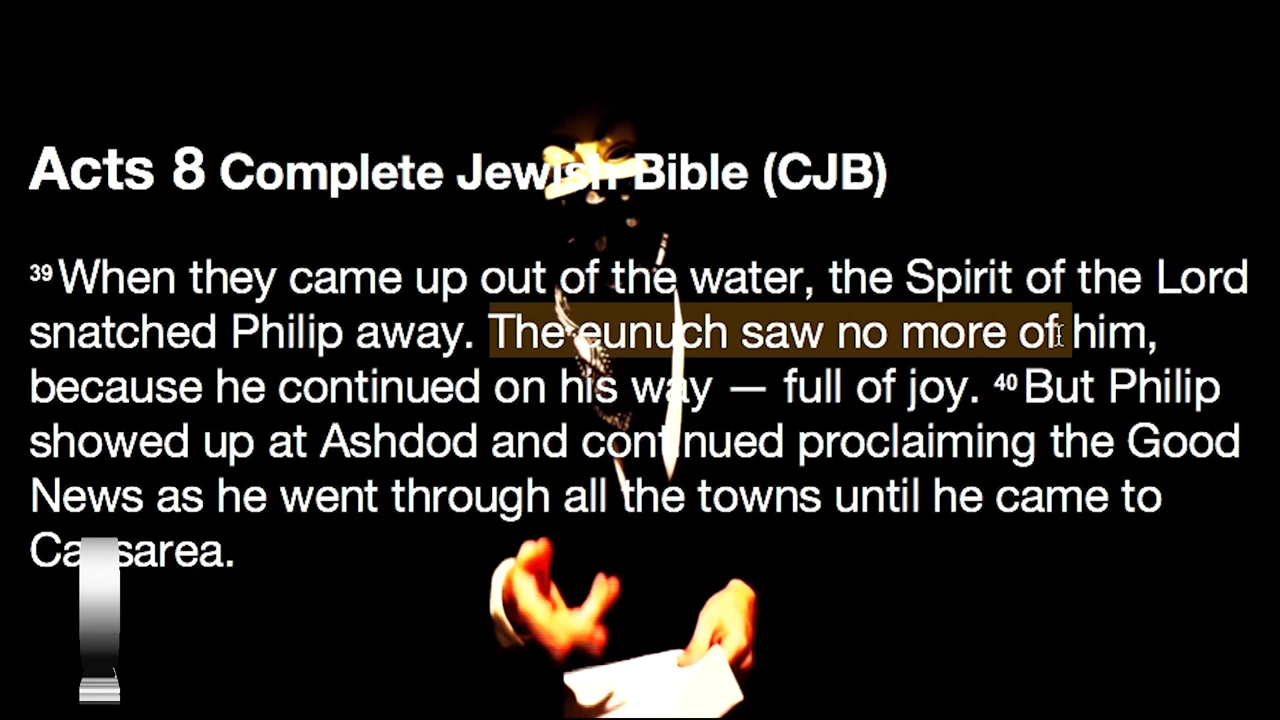 Acts 8 Complete Jewish Bible (CJB)
39 When they came up out of the water, the Spirit of the Lord
snatched Philip away. The eunuch saw no more of him,
because he continued on his way — full of joy. 40 But Philip
showed up at Ashdod and continued proclaiming the Good
News as he went through all the towns until he came to
Caesarea.